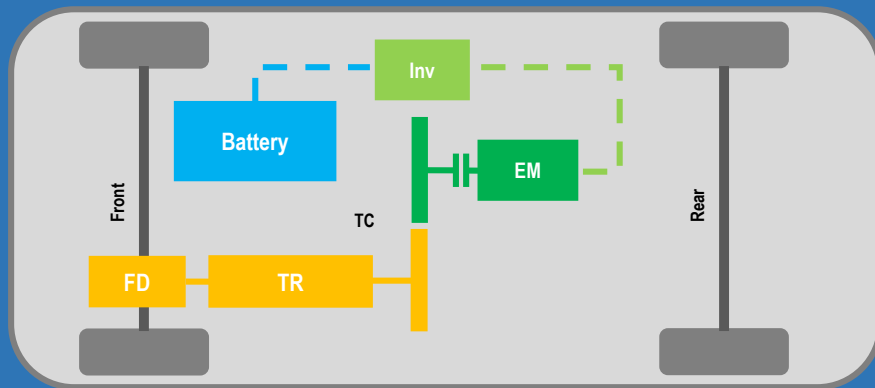 Inv
Battery
EM
Front
Rear
TC
FD
TR